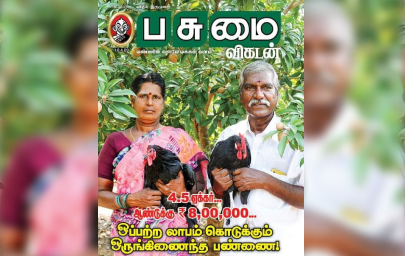 பசுமை
விகடன்
4.5 ஏக்கர்...
ஆண்டுக்கு ₹ 8,00,000...
ஒப்பற்ற லாபம் கொடுக்கும்
ஒருங்கிணைந்த பண்ணை!